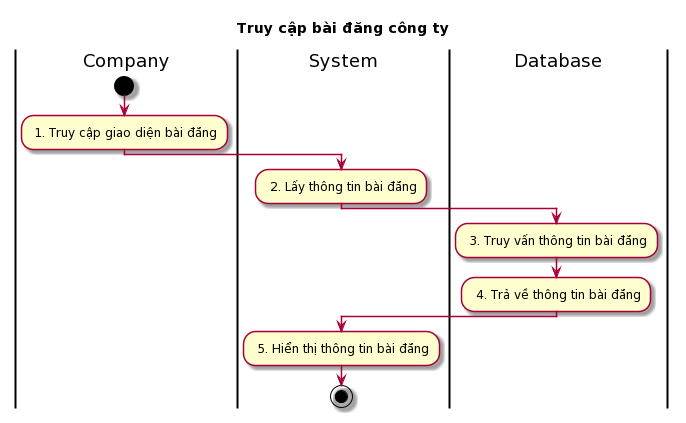 Truy cập bài đăng công ty
Company
System
Database
1. Truy cập giao diện bài đăng
2. Lấy thông tin bài đăng
3. Truy vấn thông tin bài đăng
4. Trả về thông tin bài đăng
5. Hiển thị thông tin bài đăng